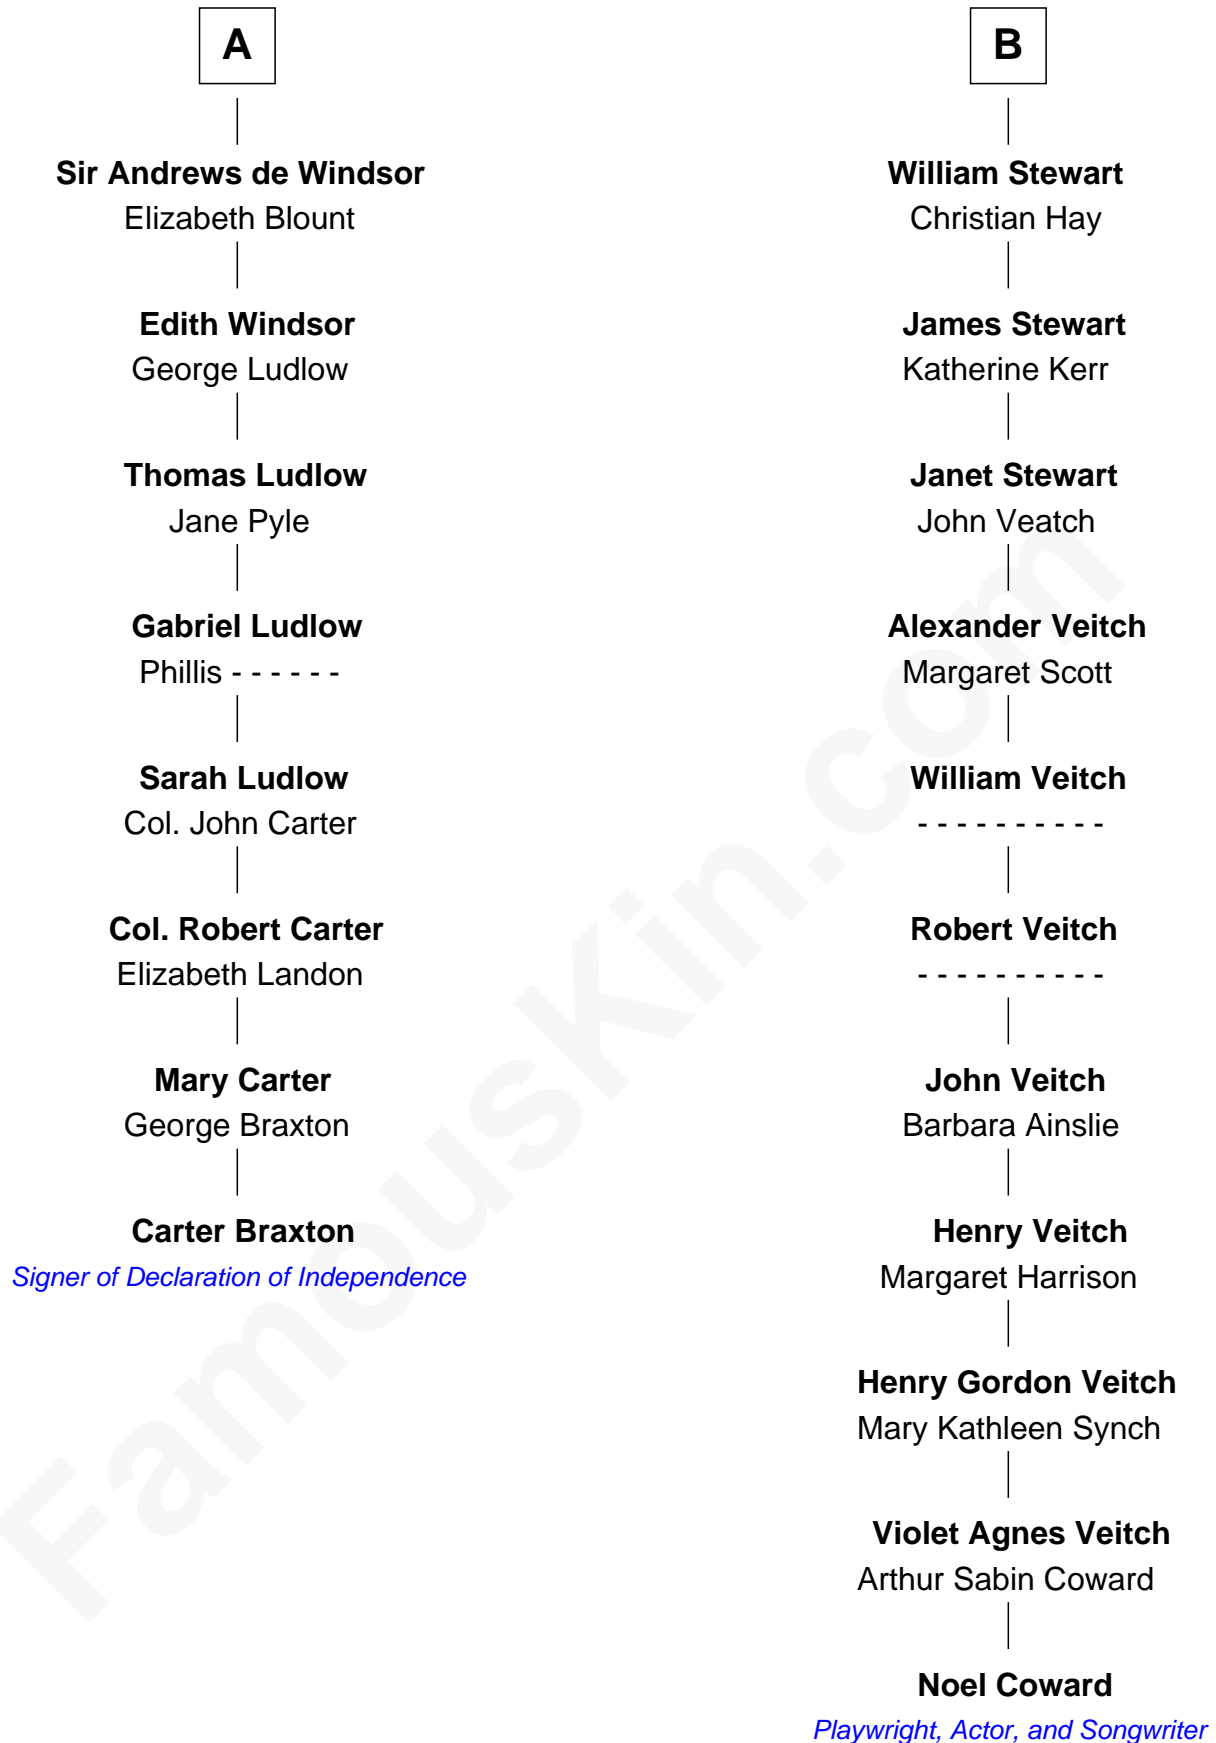 A
Sir Andrews de Windsor
Elizabeth Blount
Edith Windsor
George Ludlow
Thomas Ludlow
Jane Pyle
Gabriel Ludlow
Phillis - - - - - -
Sarah Ludlow
Col. John Carter
Col. Robert Carter
Elizabeth Landon
Mary Carter
George Braxton
Carter Braxton
Signer of Declaration of Independence
B
William Stewart
Christian Hay
James Stewart
Katherine Kerr
Janet Stewart
John Veatch
Alexander Veitch
Margaret Scott
William Veitch
- - - - - - - - - -
Robert Veitch
- - - - - - - - - -
John Veitch
Barbara Ainslie
Henry Veitch
Margaret Harrison
Henry Gordon Veitch
Mary Kathleen Synch
Violet Agnes Veitch
Arthur Sabin Coward
Noel Coward
Playwright, Actor, and Songwriter
FamousKin.com